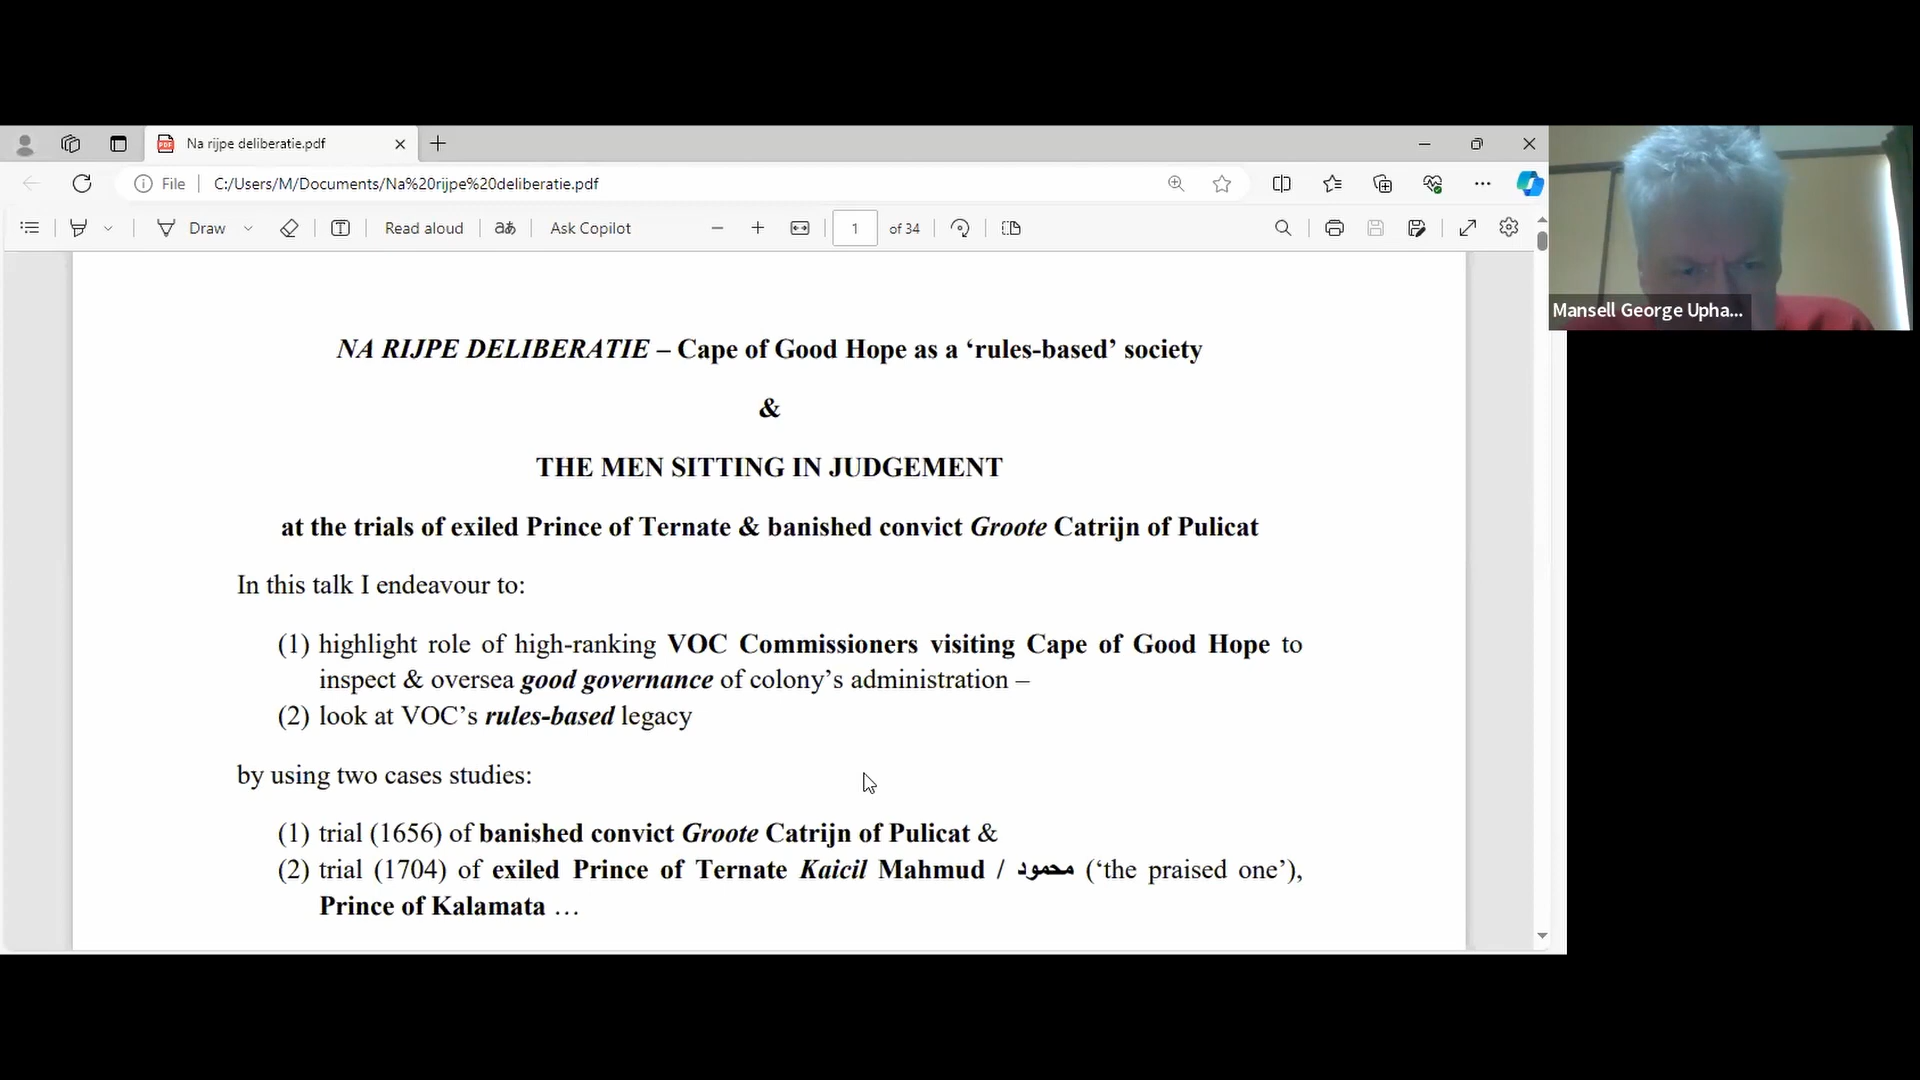 Na rijpe deliberatie.pdf
File
C:/Users/M/Documents/Na%20rijpe%20deliberatie.pdf
Draw
Read aloud
aあ
Ask Copilot
1
of 34
Mansell George Upha...
NA RIJPE DELIBERATIE – Cape of Good Hope as a ‘rules-based’ society
&
THE MEN SITTING IN JUDGEMENT
at the trials of exiled Prince of Ternate & banished convict Groote Catrijn of Pulicat
In this talk I endeavour to:
(1) highlight role of high-ranking VOC Commissioners visiting Cape of Good Hope to
inspect & oversea good governance of colony’s administration –
(2) look at VOC’s rules-based legacy
by using two cases studies:
(1) trial (1656) of banished convict Groote Catrijn of Pulicat &
(2) trial (1704) of exiled Prince of Ternate Kaicil Mahmud / محمود (‘the praised one’),
Prince of Kalamata …